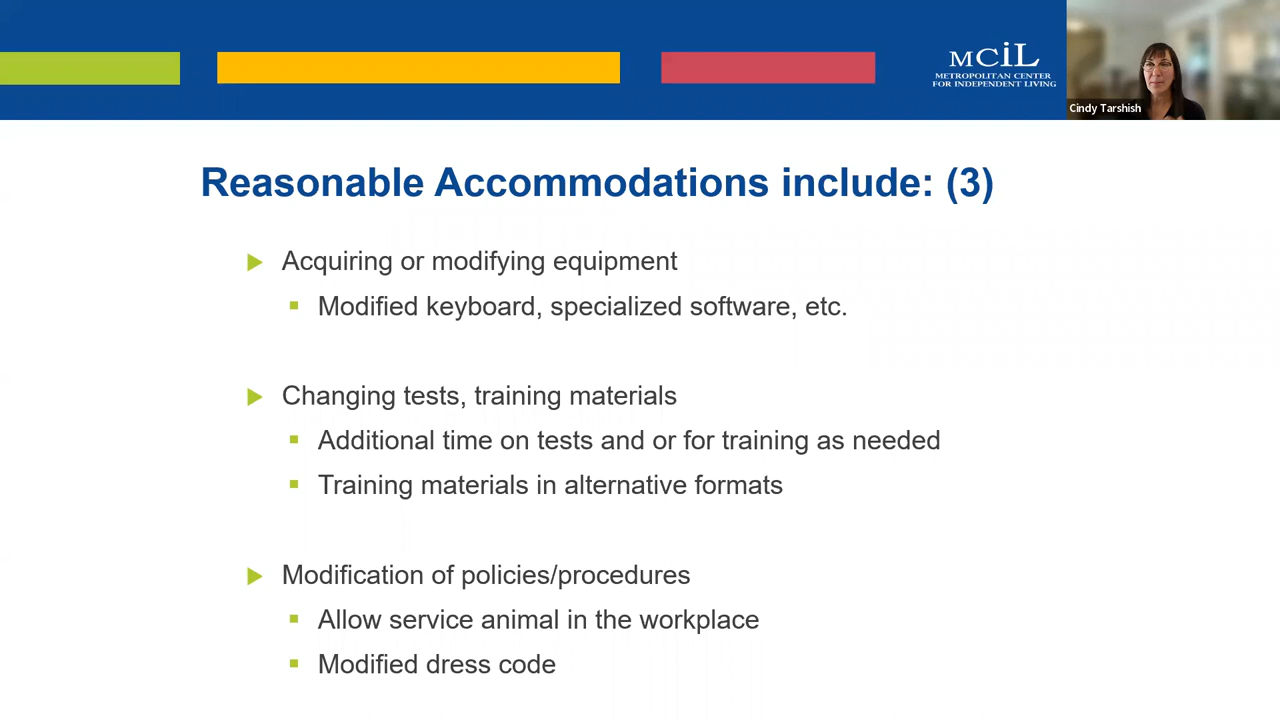 MCiL
METROPOLITAN CENTER
FOR INDEPENDENT LIVING
Cindy Tarshish
Reasonable Accommodations include: (3)
Acquiring or modifying equipment
Modified keyboard, specialized software, etc.
Changing tests, training materials
Additional time on tests and or for training as needed
Training materials in alternative formats
Modification of policies/procedures
Allow service animal in the workplace
Modified dress code